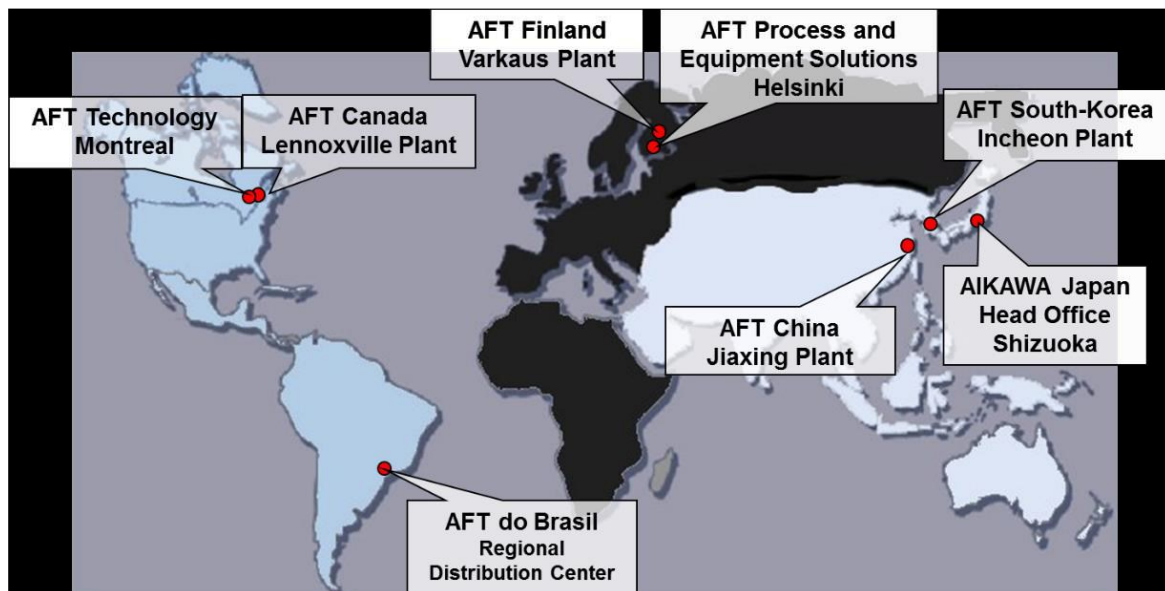 AFT Finland
Varkaus Plant
AFT Process and
Equipment Solutions
Helsinki
AFT Technology
Montreal
AFT Canada
Lennoxville Plant
AFT South-Korea
Incheon Plant
AIKAWA Japan
Head Office
Shizuoka
AFT China
Jiaxing Plant
AFT do Brasil
Regional
Distribution Center